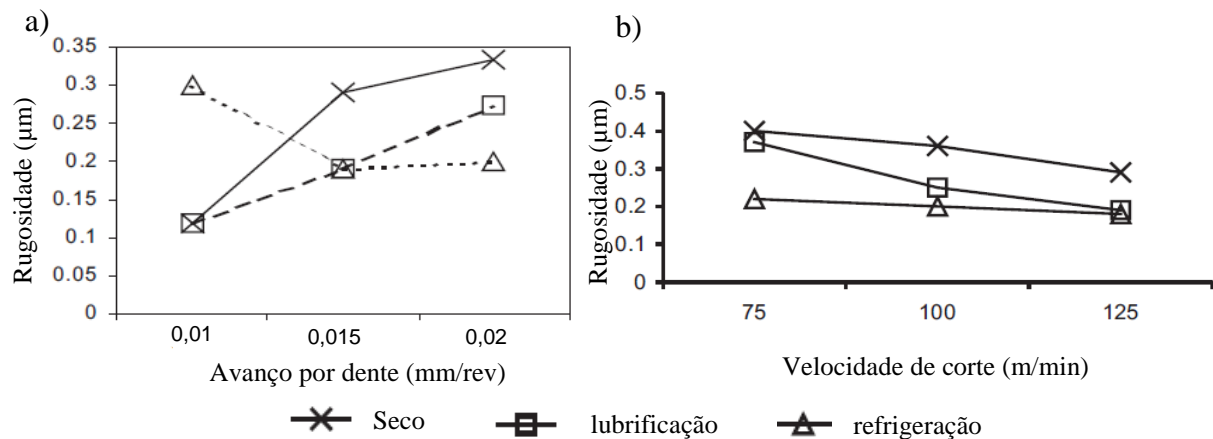 a)
Rugosidade (μm)
0.35
0.3
0.25
0.2
0.15
0.1
0.05
0
0,01 0,015 0,02
Avanço por dente (mm/rev)
b)
Rugosidade (μm)
0.5
0.4
0.3
0.2
0.1
0
75 100 125
Velocidade de corte (m/min)
Seco lubrificação refrigeração